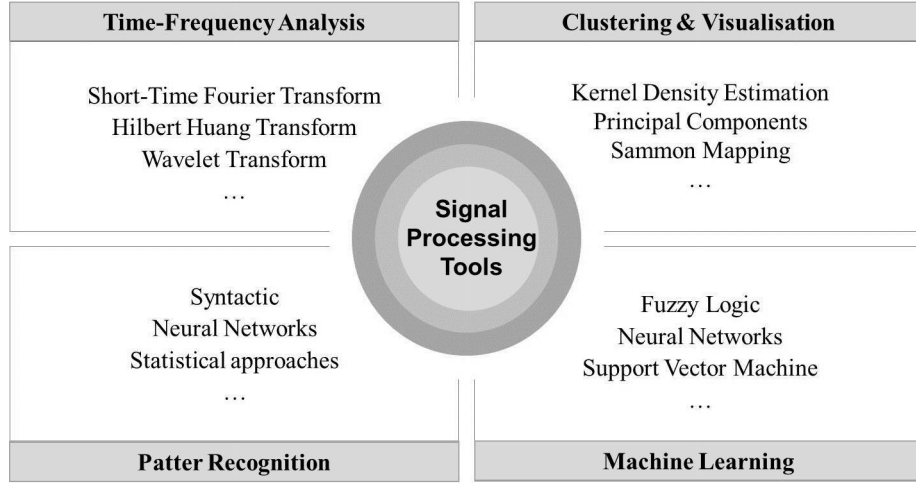 Time-Frequency Analysis
Short-Time Fourier Transform
Hilbert Huang Transform
Wavelet Transform
…
Clustering & Visualisation
Kernel Density Estimation
Principal Components
Sammon Mapping
…
Signal
Processing
Tools
Syntactic
Neural Networks
Statistical approaches
…
Patter Recognition
Fuzzy Logic
Neural Networks
Support Vector Machine
…
Machine Learning